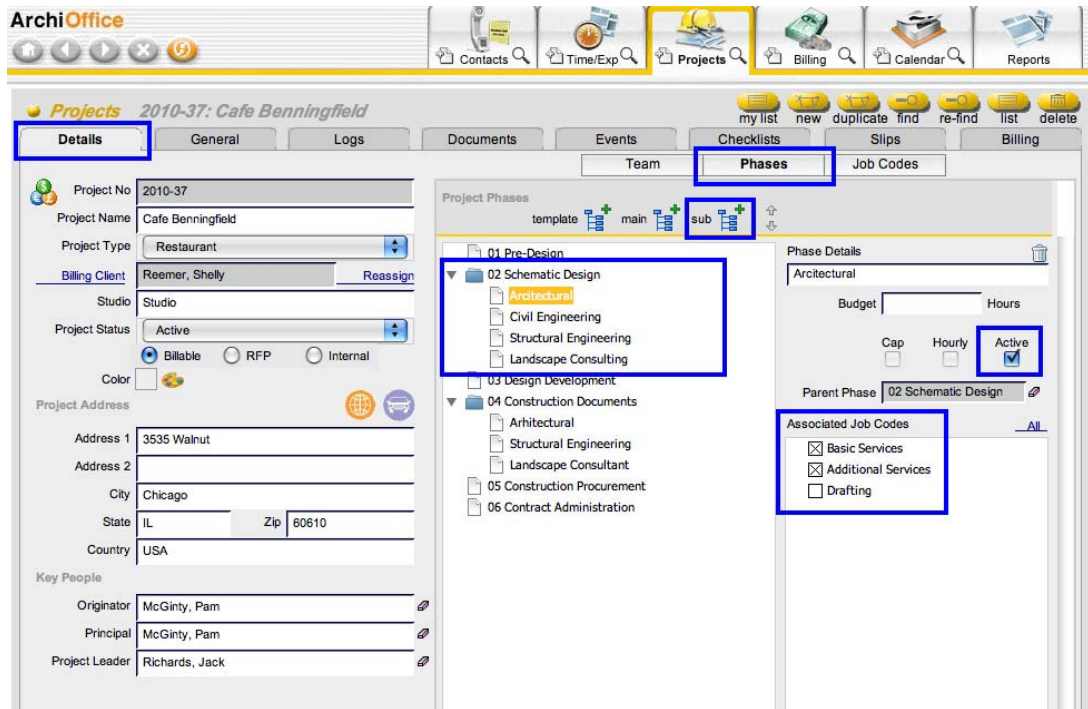 ArchiOffice
Contacts Time/Exp Projects Billing Calendar Reports
Projects 2010-37: Cafe Benningfield
my list new duplicate find re-find list delete
Details General Logs Documents Events Checklists Slips Billing
Team Phases Job Codes
Project No 2010-37
Project Name Cafe Benningfield
Project Type Restaurant
Billing Client Reemer, Shelly Reassign
Studio Studio
Project Status Active
Billable RFP Internal
Color
Project Address
Address 1 3535 Walnut
Address 2
City Chicago
State IL Zip 60610
Country USA
Key People
Originator McGinty, Pam
Principal McGinty, Pam
Project Leader Richards, Jack
Project Phases
template main sub
01 Pre-Design
02 Schematic Design
Arcitectural
Civil Engineering
Structural Engineering
Landscape Consulting
03 Design Development
04 Construction Documents
Arhitectural
Structural Engineering
Landscape Consultant
05 Construction Procurement
06 Contract Administration
Phase Details
Arcitectural
Budget Hours
Cap Hourly Active
Parent Phase 02 Schematic Design
Associated Job Codes All
Basic Services
Additional Services
Drafting